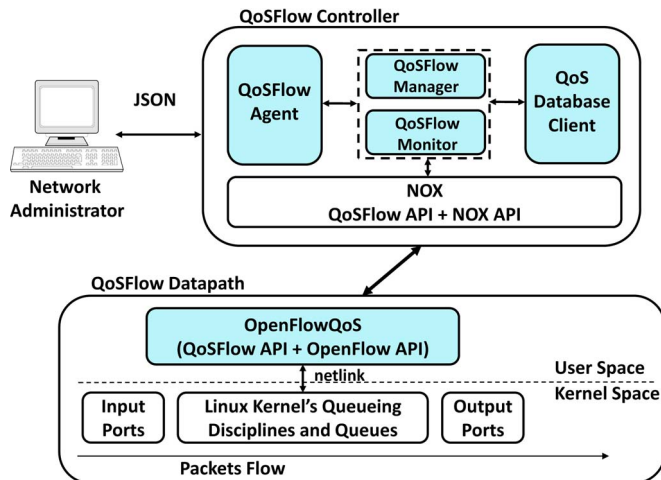 QoSFlow Controller
JSON
Network
Administrator
QoSFlow
Agent
QoSFlow
Manager
QoSFlow
Monitor
QoS
Database
Client
NOX
QoSFlow API + NOX API
QoSFlow Datapath
OpenFlowQoS
(QoSFlow API + OpenFlow API)
netlink
User Space
Kernel Space
Input
Ports
Linux Kernel's Queueing
Disciplines and Queues
Output
Ports
Packets Flow